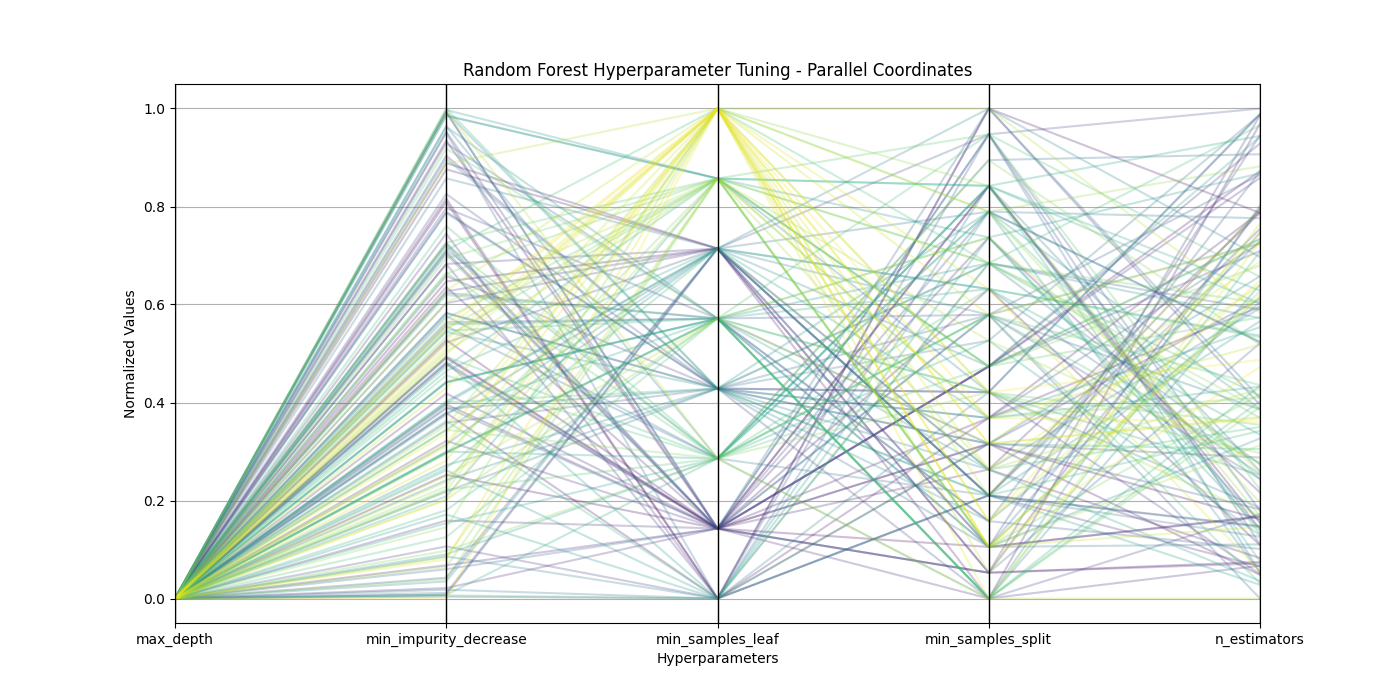 Random Forest Hyperparameter Tuning - Parallel Coordinates
Normalized Values
1.0
0.8
0.6
0.4
0.2
0.0
max_depth
min_impurity_decrease
min_samples_leaf
min_samples_split
n_estimators
Hyperparameters